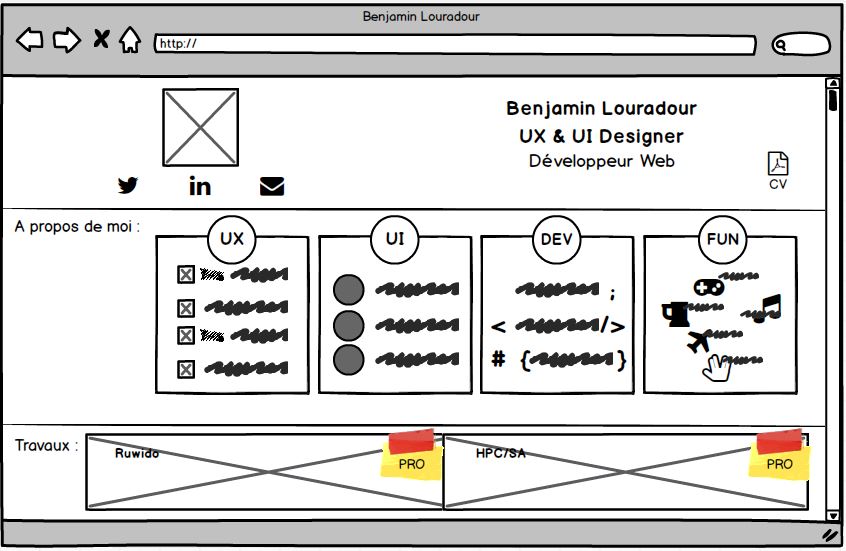 Benjamin Louradour
http://
Benjamin Louradour
UX & UI Designer
Développeur Web
in
CV
A propos de moi :
UX
UI
DEV
FUN
;
< />
# { }
Travaux :
Ruwido
PRO
HPC/SA
PRO